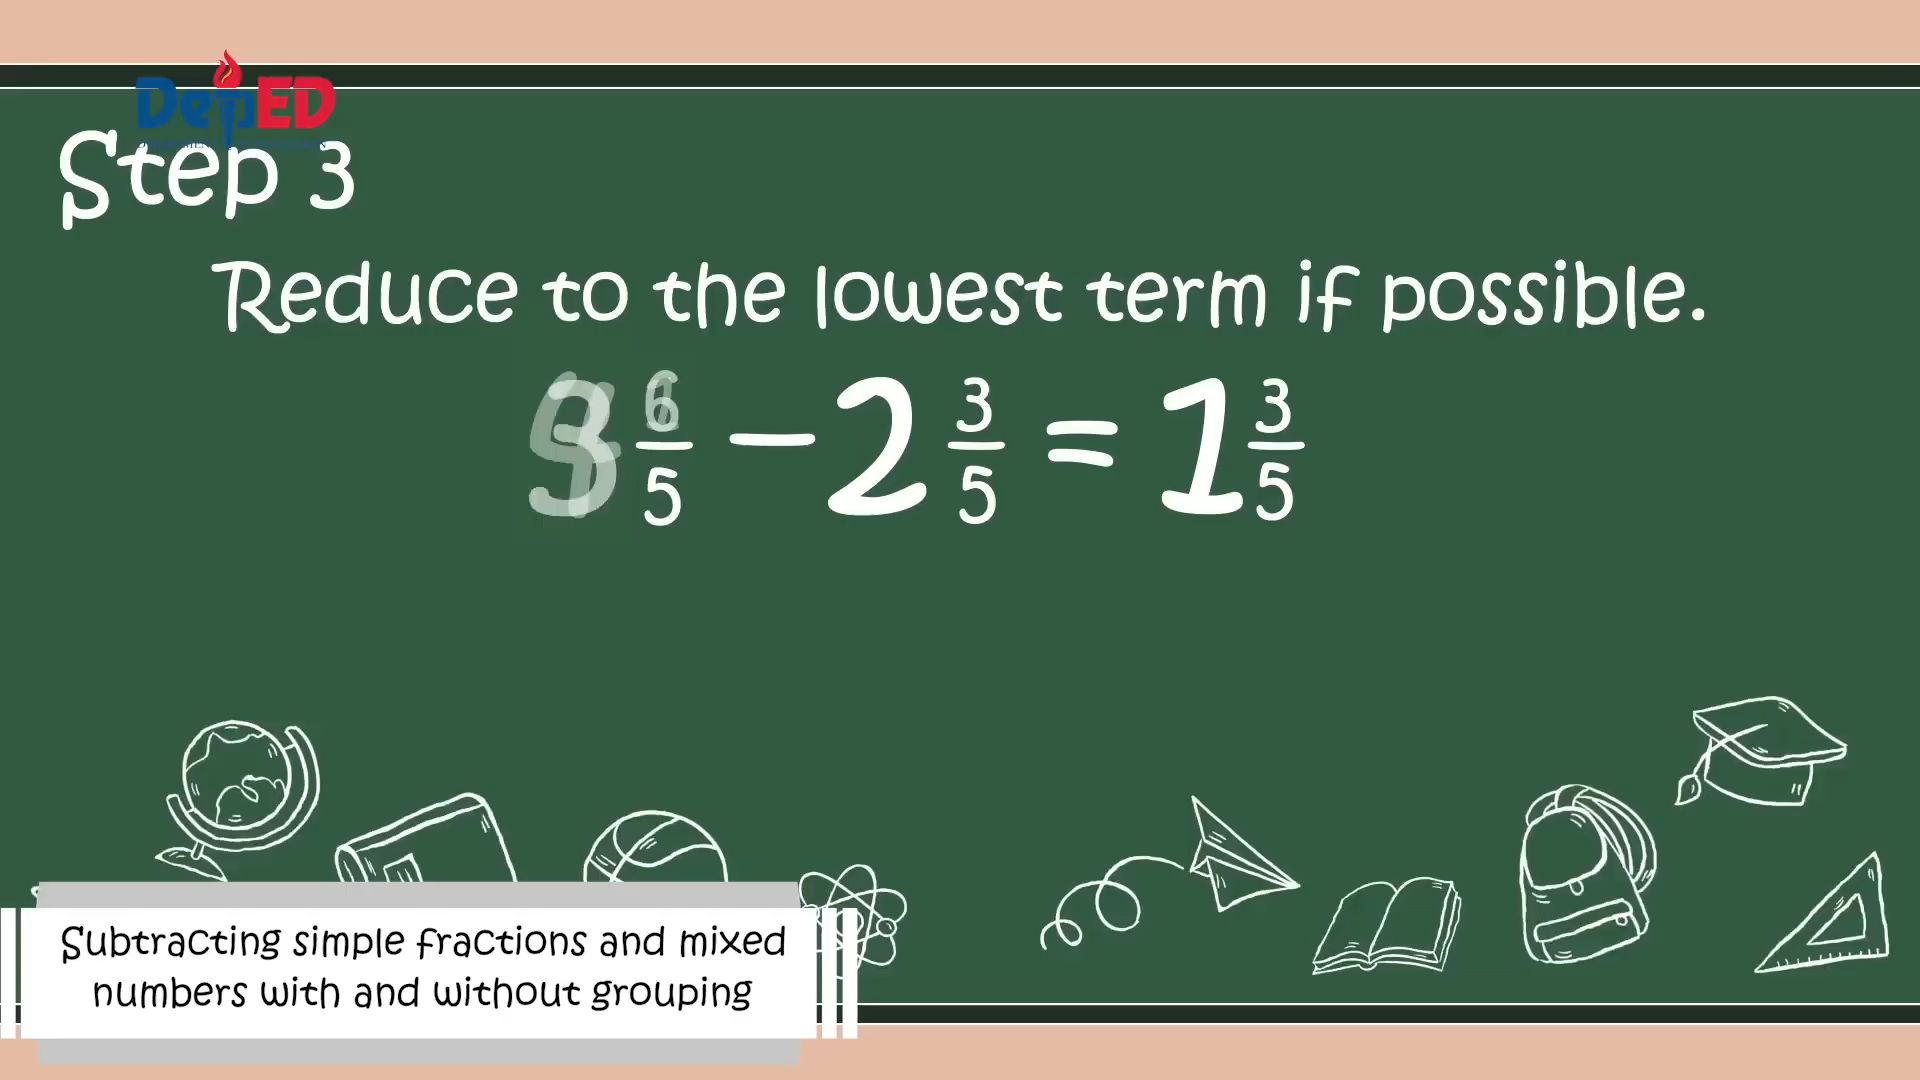 DepED
Step 3
Reduce to the lowest term if possible.
3 6/5 - 2 3/5 = 1 3/5
Subtracting simple fractions and mixed
numbers with and without grouping